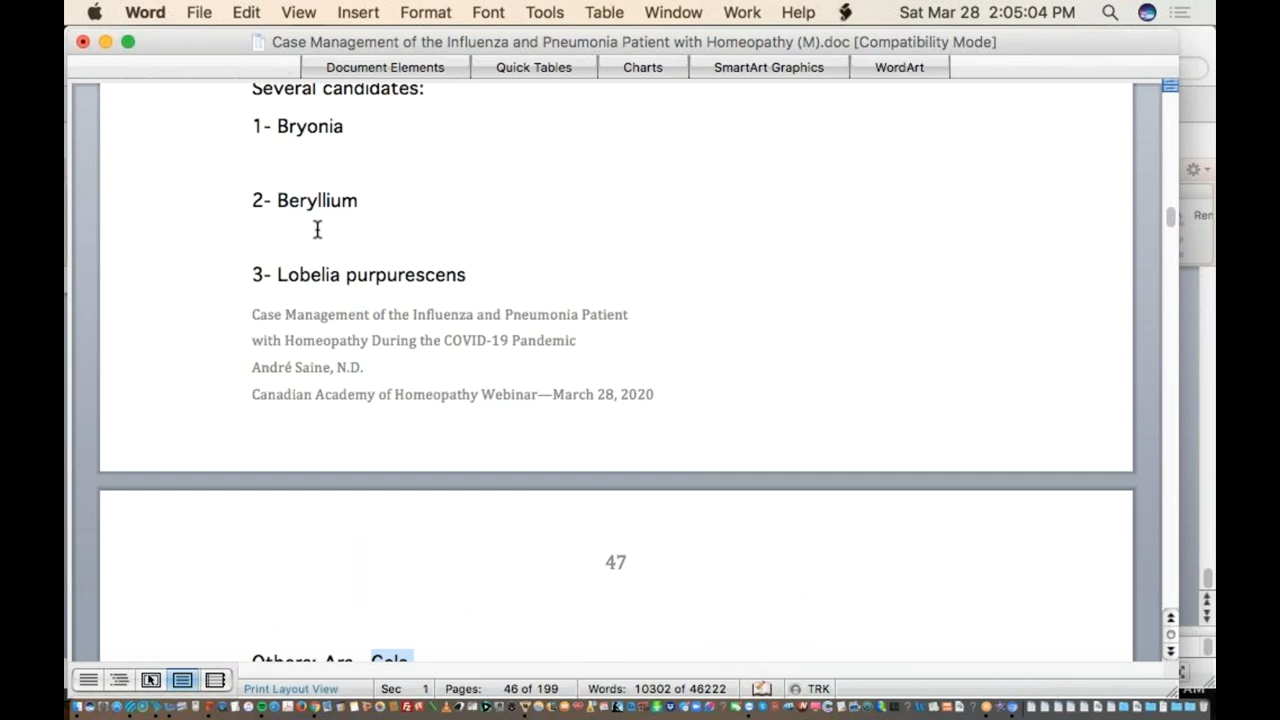 Word File Edit View Insert Format Font Tools Table Window Work Help Sat Mar 28 2:05:04 PM
Case Management of the Influenza and Pneumonia Patient with Homeopathy (M).doc [Compatibility Mode]
Document Elements Quick Tables Charts SmartArt Graphics WordArt
Several candidates:
1- Bryonia
2- Beryllium
Ren
3- Lobelia purpurescens
Case Management of the Influenza and Pneumonia Patient
with Homeopathy During the COVID-19 Pandemic
André Saine, N.D.
Canadian Academy of Homeopathy Webinar—March 28, 2020
47
Print Layout View Sec 1 Pages: 46 of 199 Words: 10302 of 46222 TRK
AM